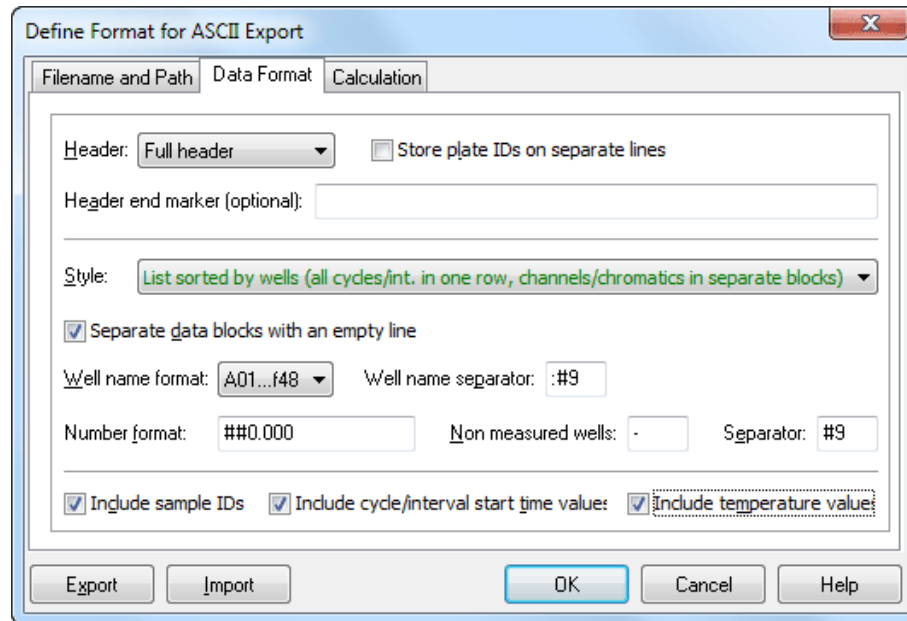 Define Format for ASCII Export
X
Filename and Path Data Format Calculation
Header: Full header Store plate IDs on separate lines
Header end marker (optional):
Style: List sorted by wells (all cycles/int. in one row, channels/chromatics in separate blocks)
Separate data blocks with an empty line
Well name format: A01...f48 Well name separator: :#9
Number format: ##0.000 Non measured wells: - Separator: #9
Include sample IDs Include cycle/interval start time values Include temperature values
Export Import OK Cancel Help